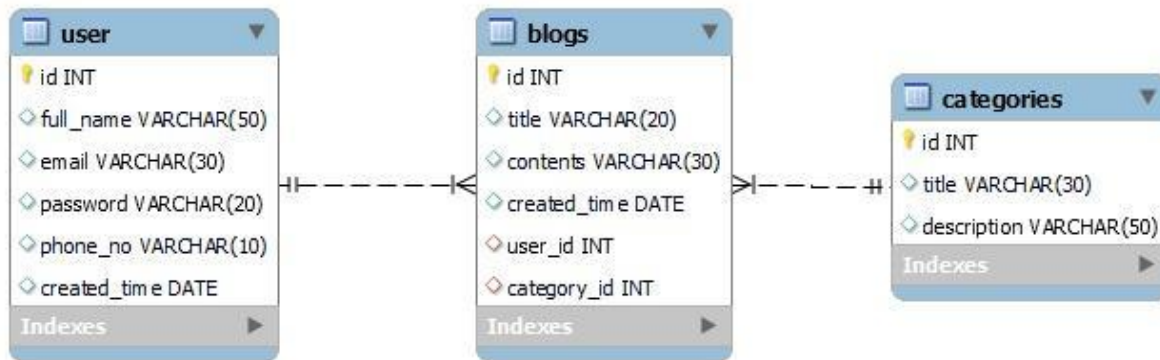 user
id INT
full_name VARCHAR(50)
email VARCHAR(30)
password VARCHAR(20)
phone_no VARCHAR(10)
created_time DATE
Indexes
blogs
id INT
title VARCHAR(20)
contents VARCHAR(30)
created_time DATE
user_id INT
category_id INT
Indexes
categories
id INT
title VARCHAR(30)
description VARCHAR(50)
Indexes